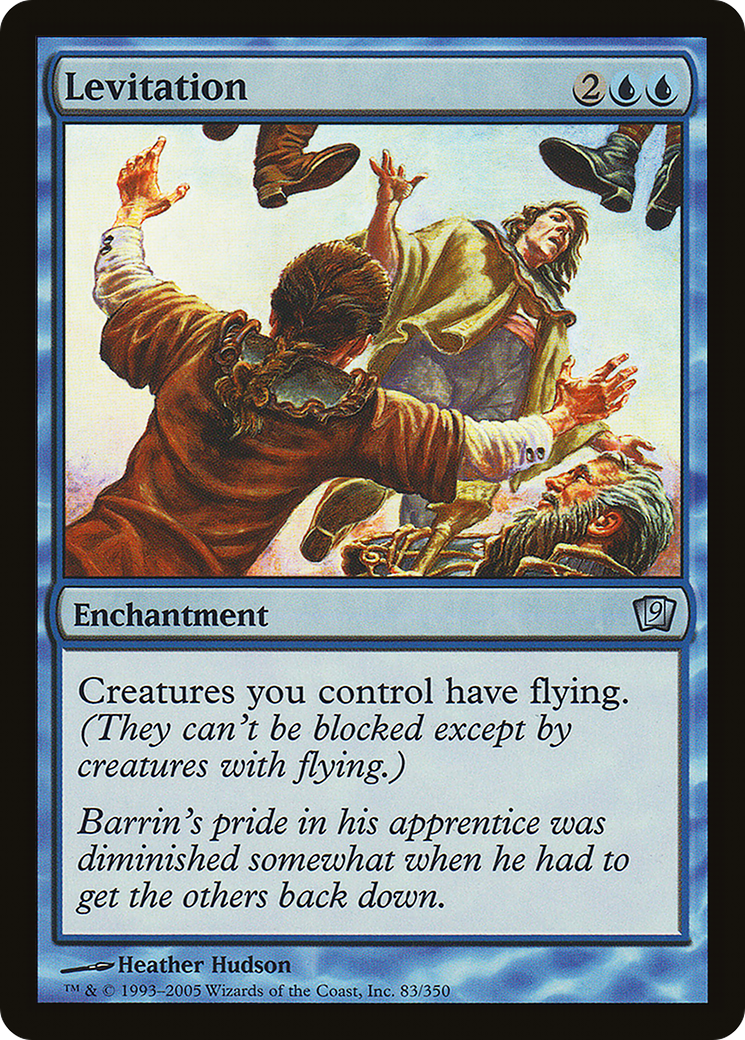 Levitation 2
Enchantment 9
Creatures you control have flying.
(They can't be blocked except by
creatures with flying.)
Barrin's pride in his apprentice was
diminished somewhat when he had to
get the others back down.
Heather Hudson
™ & © 1993–2005 Wizards of the Coast, Inc. 83/350